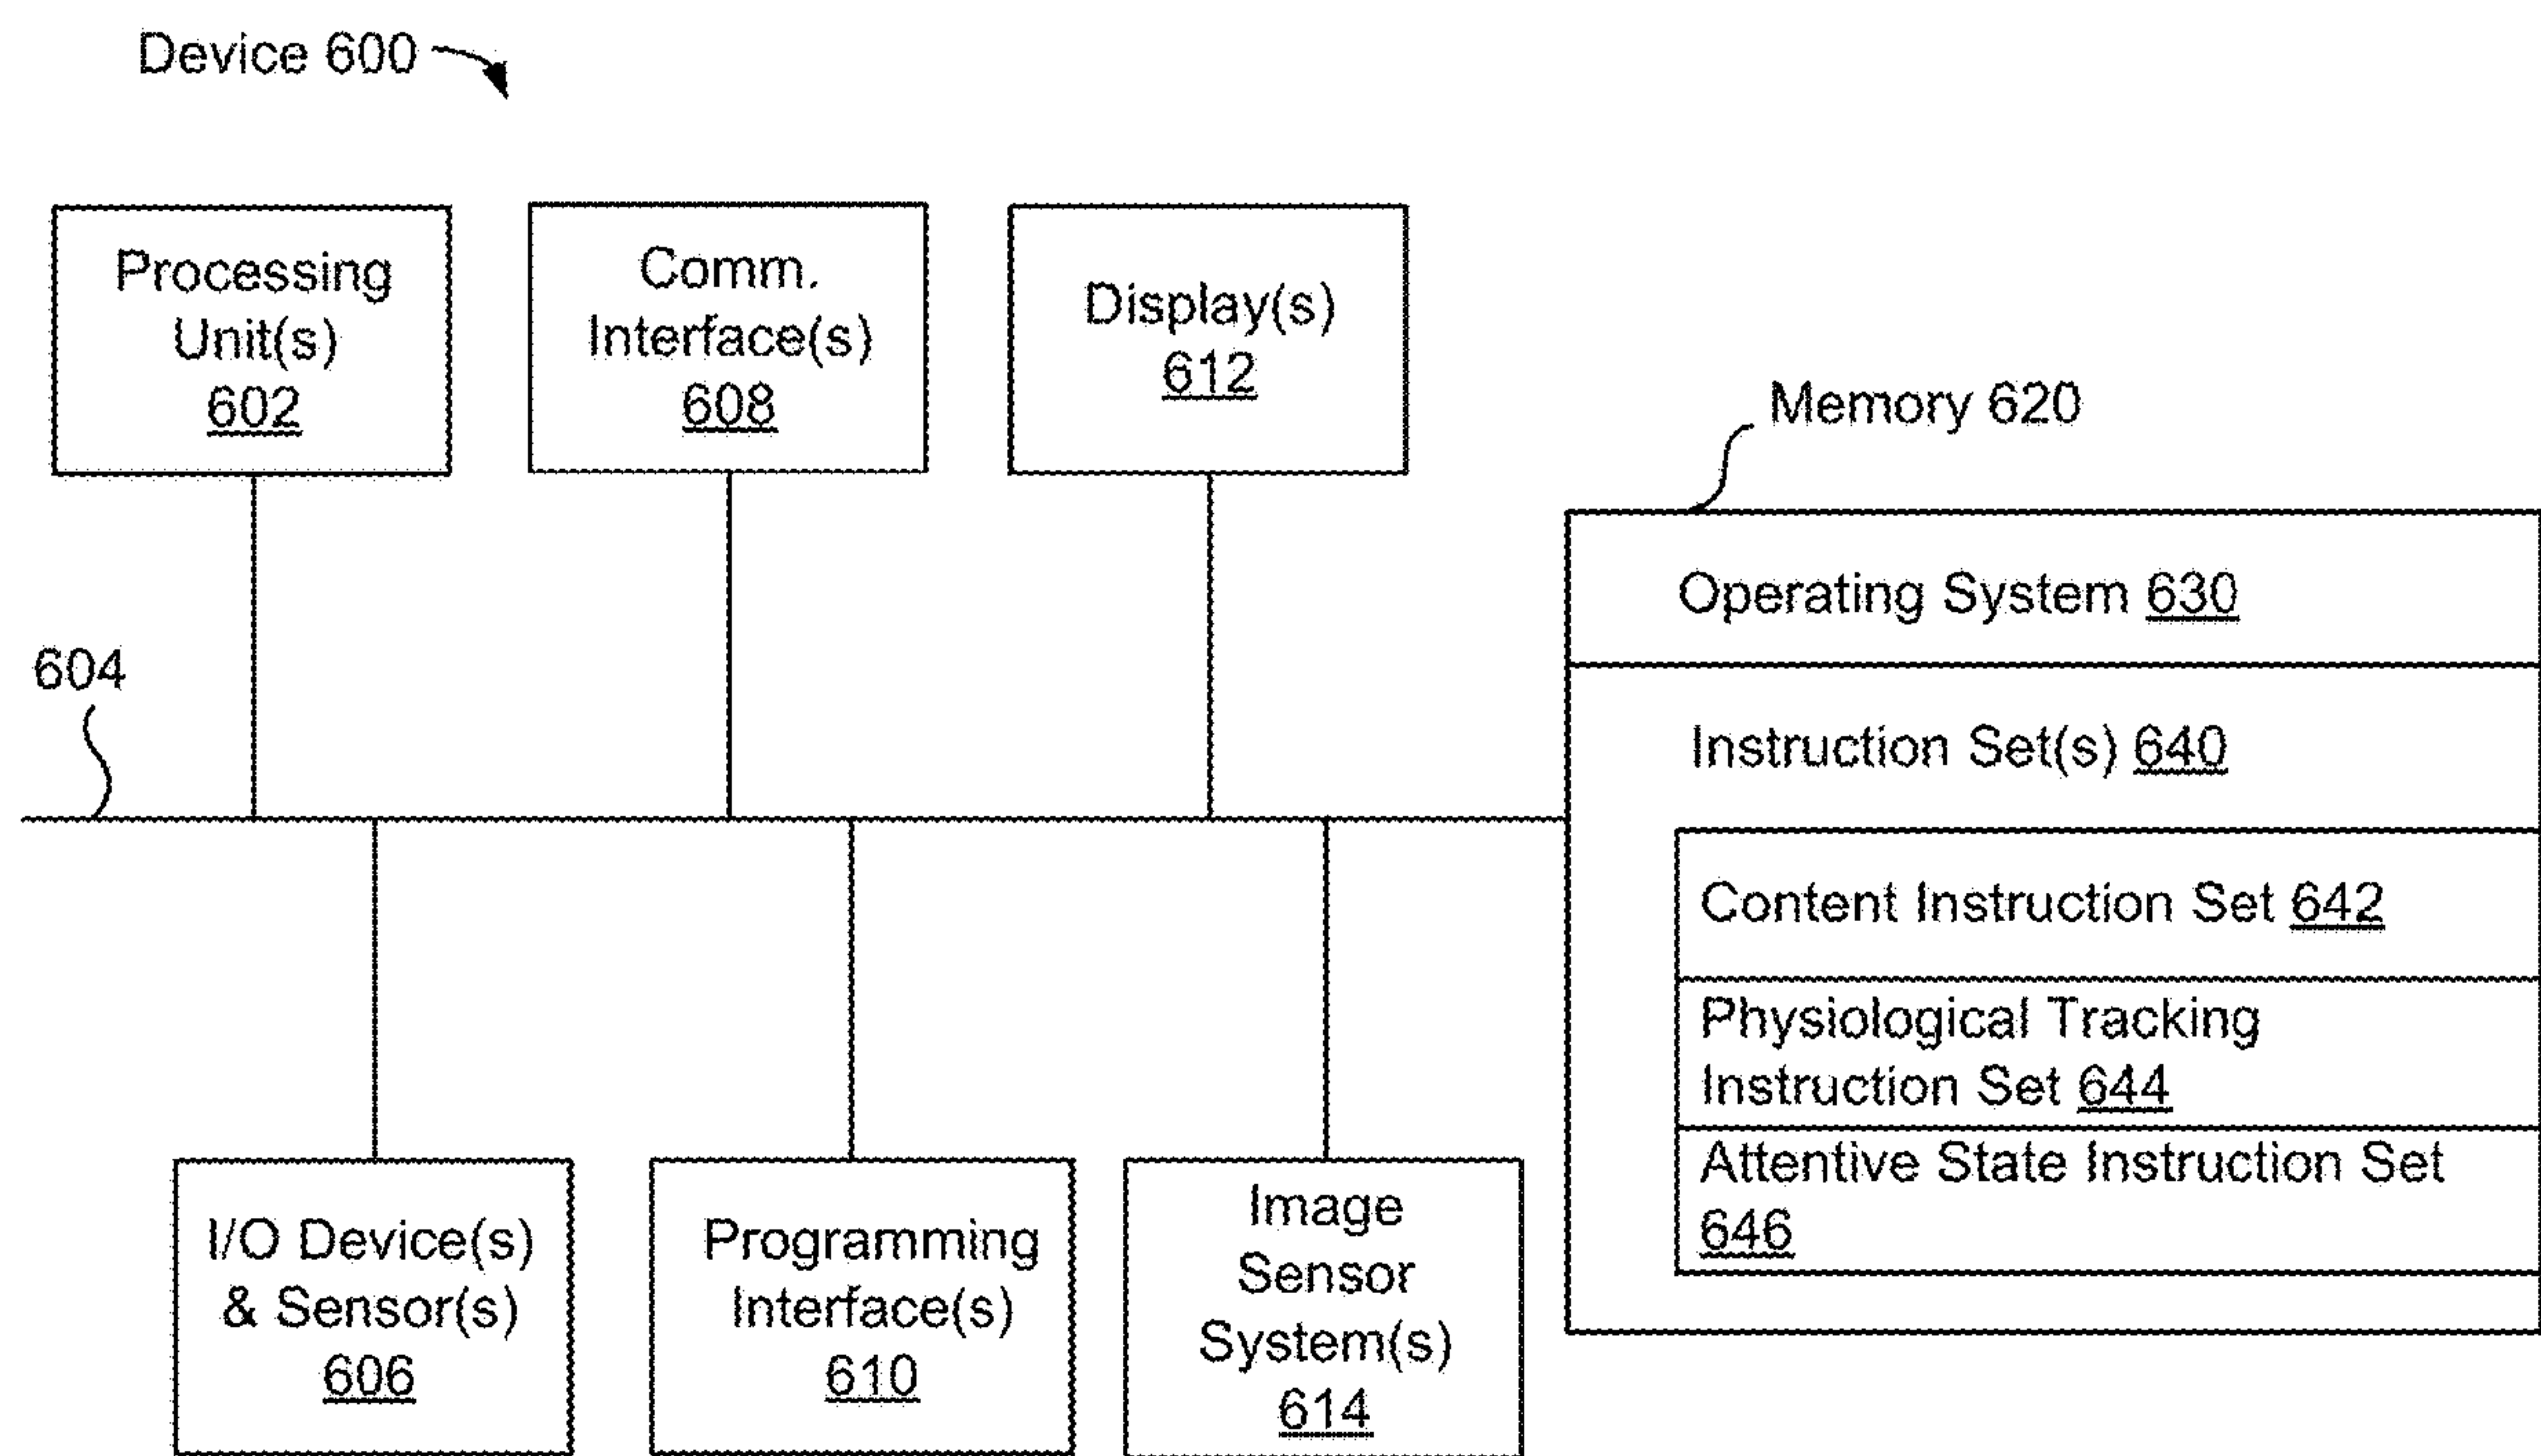 Device 600
Processing
Unit(s)
602
Comm.
Interface(s)
608
Display(s)
612
Memory 620
Operating System 630
Instruction Set(s) 640
Content Instruction Set 642
Physiological Tracking
Instruction Set 644
Attentive State Instruction Set
646
604
I/O Device(s)
& Sensor(s)
606
Programming
Interface(s)
610
Image
Sensor
System(s)
614